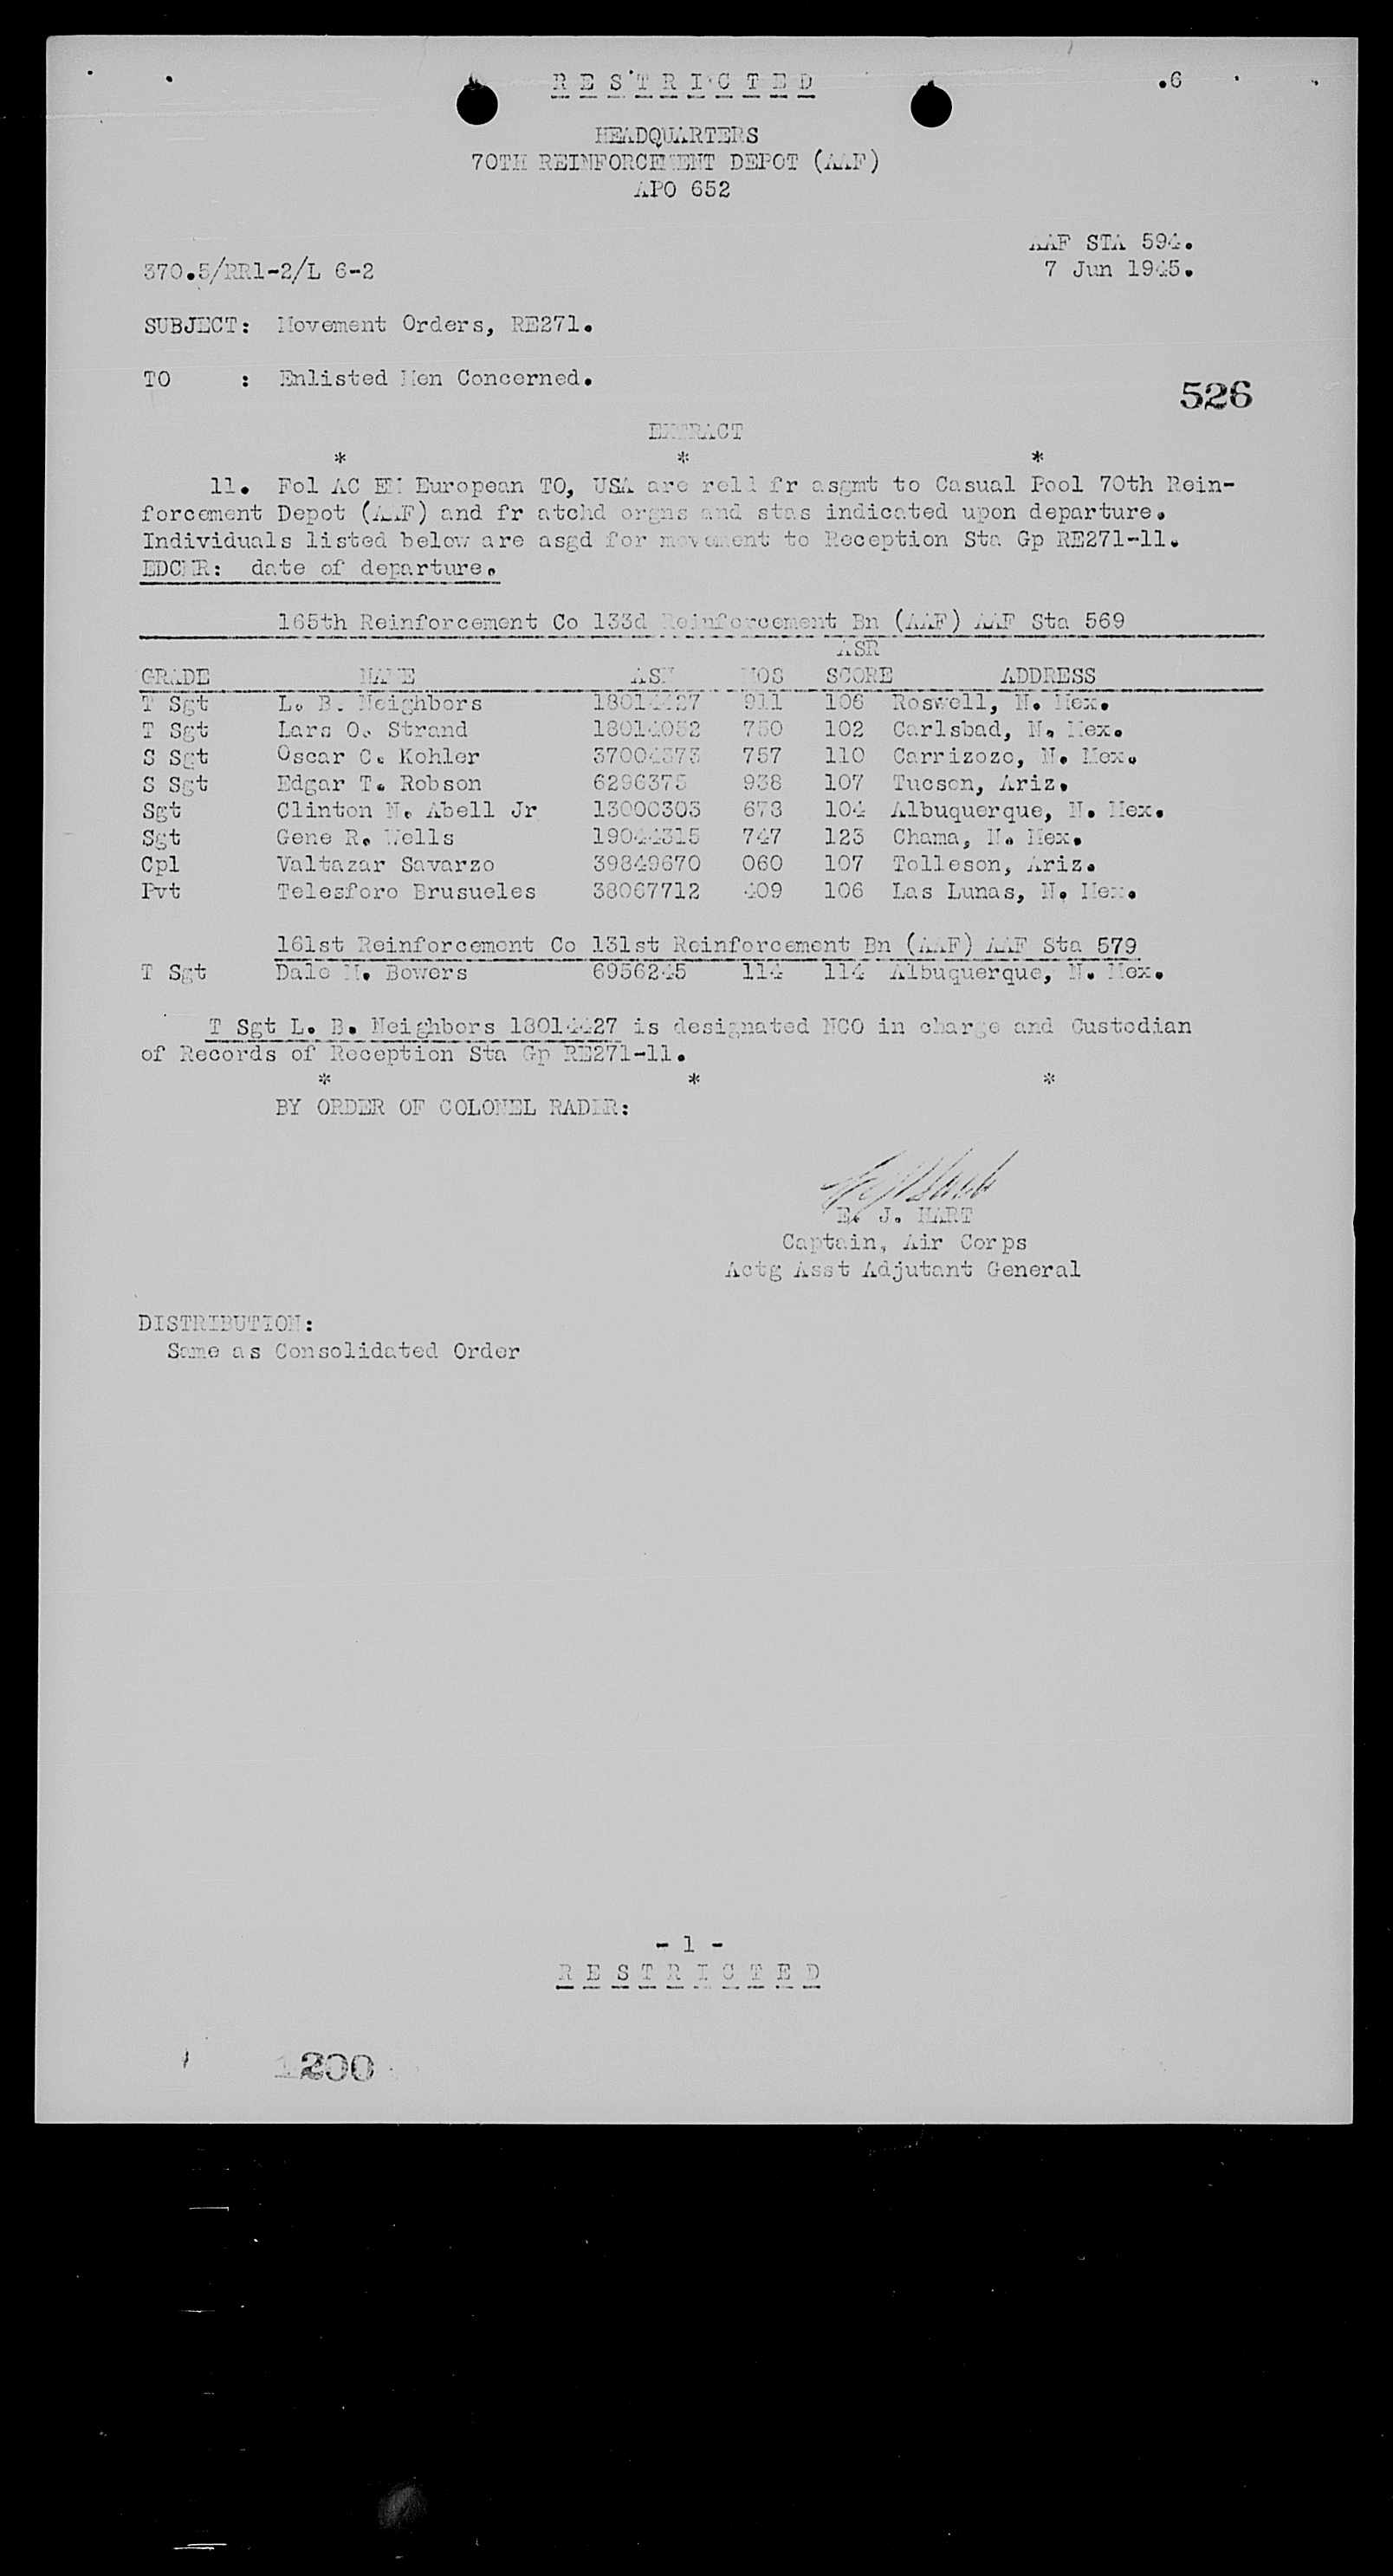 R E S T R I C T E D
.6
HEADQUARTERS
70TH REINFORCEMENT DEPOT (AAF)
APO 652
AAF STA 594.
370.5/RR1-2/L 6-2
7 Jun 1945.
SUBJECT: Movement Orders, RE271.
TO : Enlisted Men Concerned.
526
EXTRACT
* * *
11. Fol AC EM European TO, USA are reld fr asgmt to Casual Pool 70th Rein-
forcement Depot (AAF) and fr atchd orgns and stas indicated upon departure.
Individuals listed below are asgd for movement to Reception Sta Gp RE271-11.
EDCMR: date of departure.
165th Reinforcement Co 133d Reinforcement Bn (AAF) AAF Sta 569
ASR
GRADE NAME ASN MOS SCORE ADDRESS
T Sgt L. B. Neighbors 18014427 911 106 Roswell, N. Mex.
T Sgt Lars O. Strand 18014052 750 102 Carlsbad, N. Mex.
S Sgt Oscar C. Kohler 37004373 757 110 Carrizozo, N. Mex.
S Sgt Edgar T. Robson 6296375 938 107 Tucson, Ariz.
Sgt Clinton N. Abell Jr 13000303 673 104 Albuquerque, N. Mex.
Sgt Gene R. Wells 19044315 747 123 Chama, N. Mex.
Cpl Valtazar Savarzo 39849670 060 107 Tolleson, Ariz.
Pvt Telesforo Brusueles 38067712 409 106 Las Lunas, N. Mex.
161st Reinforcement Co 131st Reinforcement Bn (AAF) AAF Sta 579
T Sgt Dale M. Bowers 6956245 114 114 Albuquerque, N. Mex.
T Sgt L. B. Neighbors 18014427 is designated NCO in charge and Custodian
of Records of Reception Sta Gp RE271-11.
* * *
BY ORDER OF COLONEL RADER:
E. J. HART
Captain, Air Corps
Actg Asst Adjutant General
DISTRIBUTION:
Same as Consolidated Order
- 1 -
R E S T R I C T E D
1200